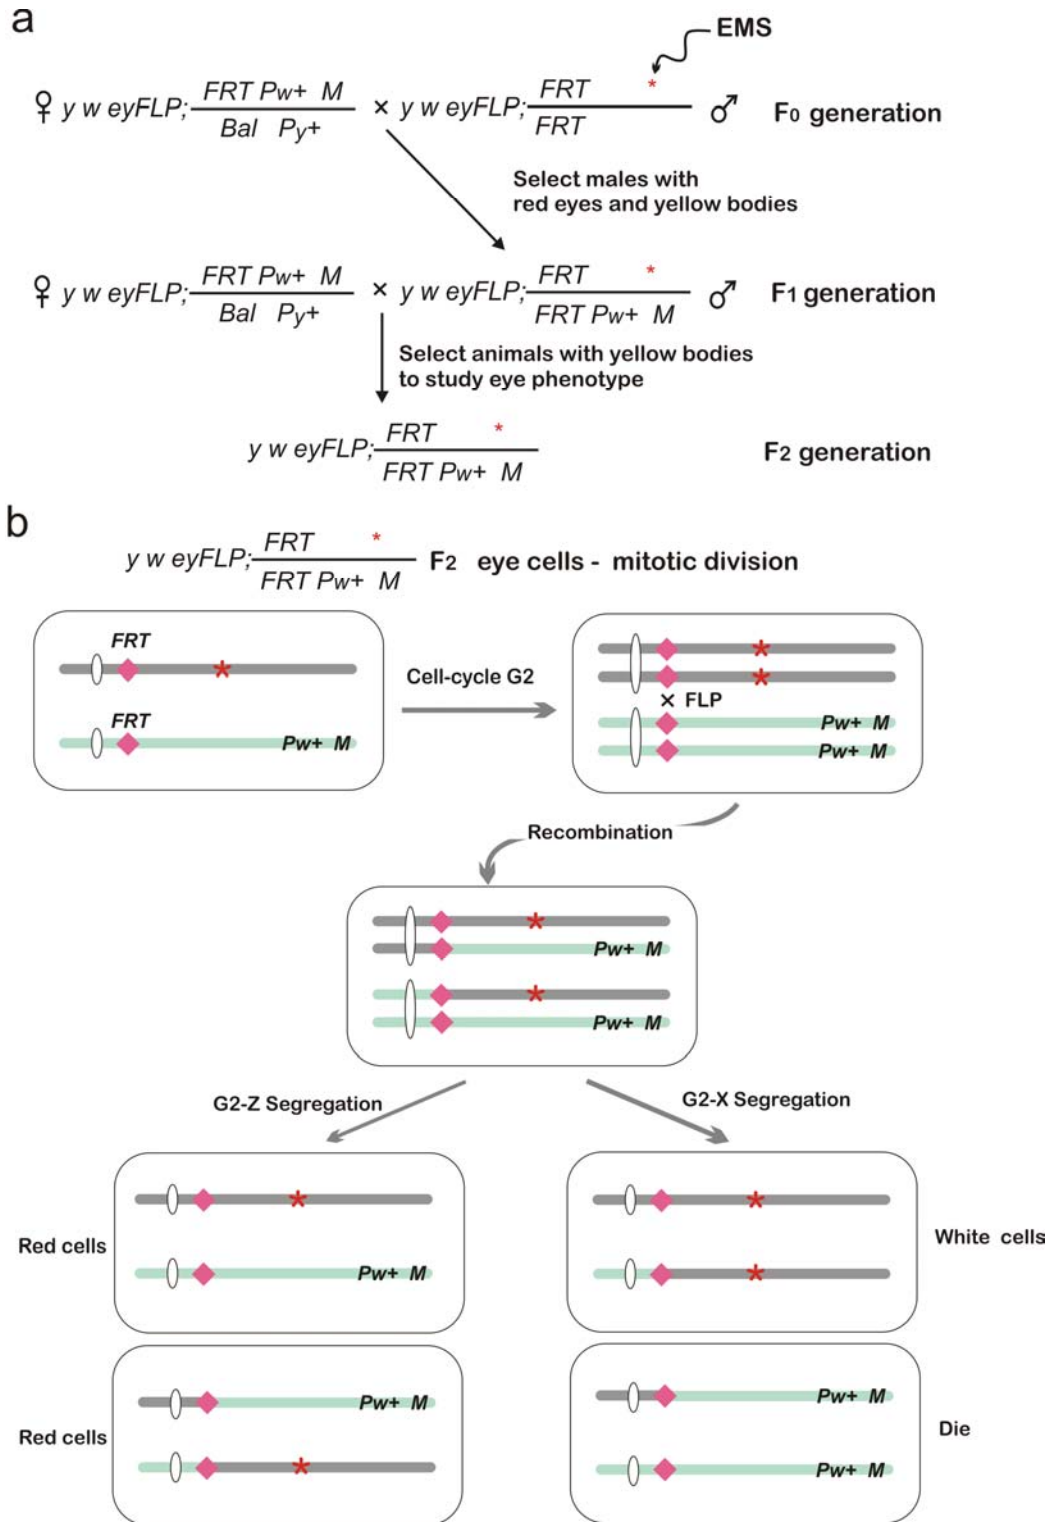 a
EMS
♀ y w eyFLP; FRT Pw+ M / Bal Py+ × y w eyFLP; FRT * / FRT ♂ F0 generation
Select males with
red eyes and yellow bodies
♀ y w eyFLP; FRT Pw+ M / Bal Py+ × y w eyFLP; FRT * / FRT Pw+ M ♂ F1 generation
Select animals with yellow bodies
to study eye phenotype
y w eyFLP; FRT * / FRT Pw+ M F2 generation
b
y w eyFLP; FRT * / FRT Pw+ M F2 eye cells - mitotic division
FRT
FRT
Pw+ M
Cell-cycle G2
× FLP
Pw+ M
Pw+ M
Recombination
Pw+ M
Pw+ M
G2-Z Segregation
G2-X Segregation
Red cells
Pw+ M
White cells
Red cells
Pw+ M
Pw+ M
Die
Pw+ M